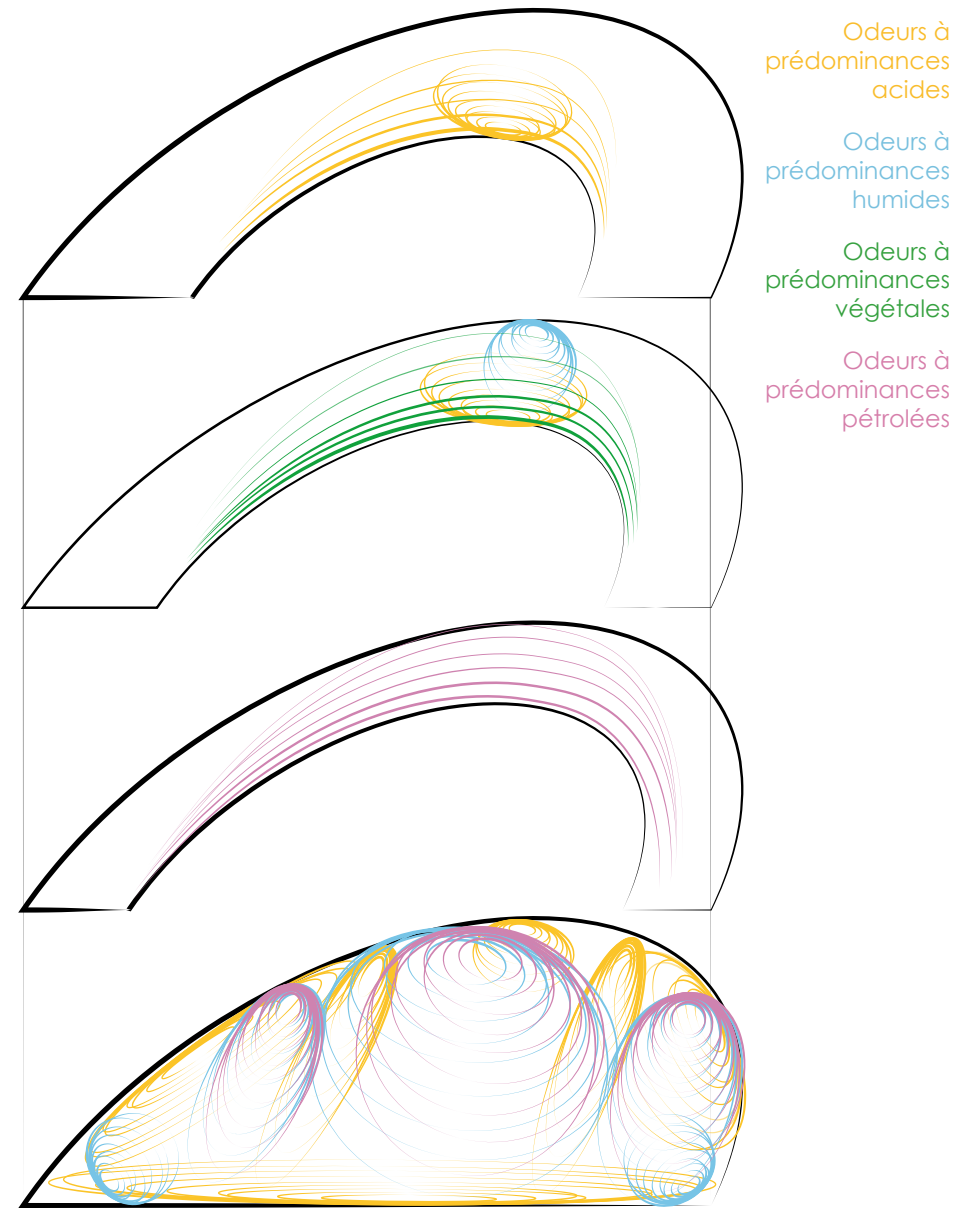 Odeurs à
prédominances
acides
Odeurs à
prédominances
humides
Odeurs à
prédominances
végétales
Odeurs à
prédominances
pétrolées